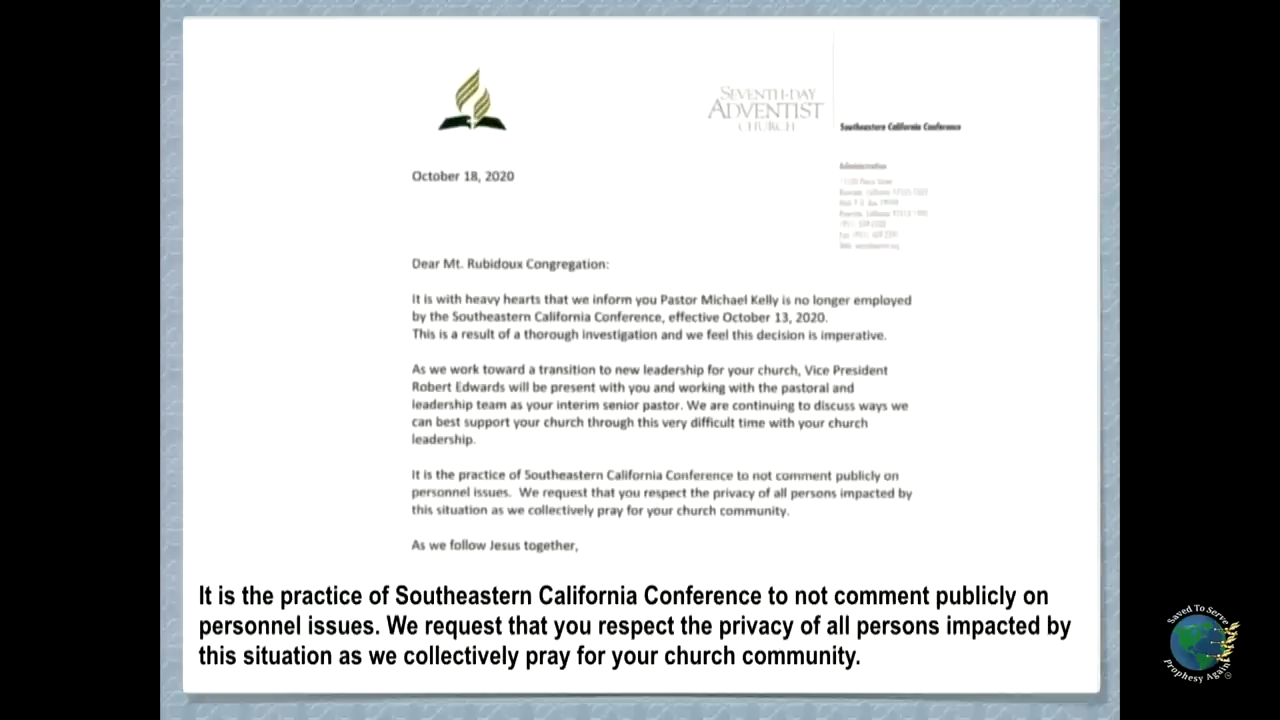 SEVENTH-DAY
ADVENTIST
CHURCH
Southeastern California Conference
Administration
October 18, 2020
Dear Mt. Rubidoux Congregation:
It is with heavy hearts that we inform you Pastor Michael Kelly is no longer employed
by the Southeastern California Conference, effective October 13, 2020.
This is a result of a thorough investigation and we feel this decision is imperative.
As we work toward a transition to new leadership for your church, Vice President
Robert Edwards will be present with you and working with the pastoral and
leadership team as your interim senior pastor. We are continuing to discuss ways we
can best support your church through this very difficult time with your church
leadership.
It is the practice of Southeastern California Conference to not comment publicly on
personnel issues. We request that you respect the privacy of all persons impacted by
this situation as we collectively pray for your church community.
As we follow Jesus together,
It is the practice of Southeastern California Conference to not comment publicly on
personnel issues. We request that you respect the privacy of all persons impacted by
this situation as we collectively pray for your church community.
Saved To Serve
Prophesy Again